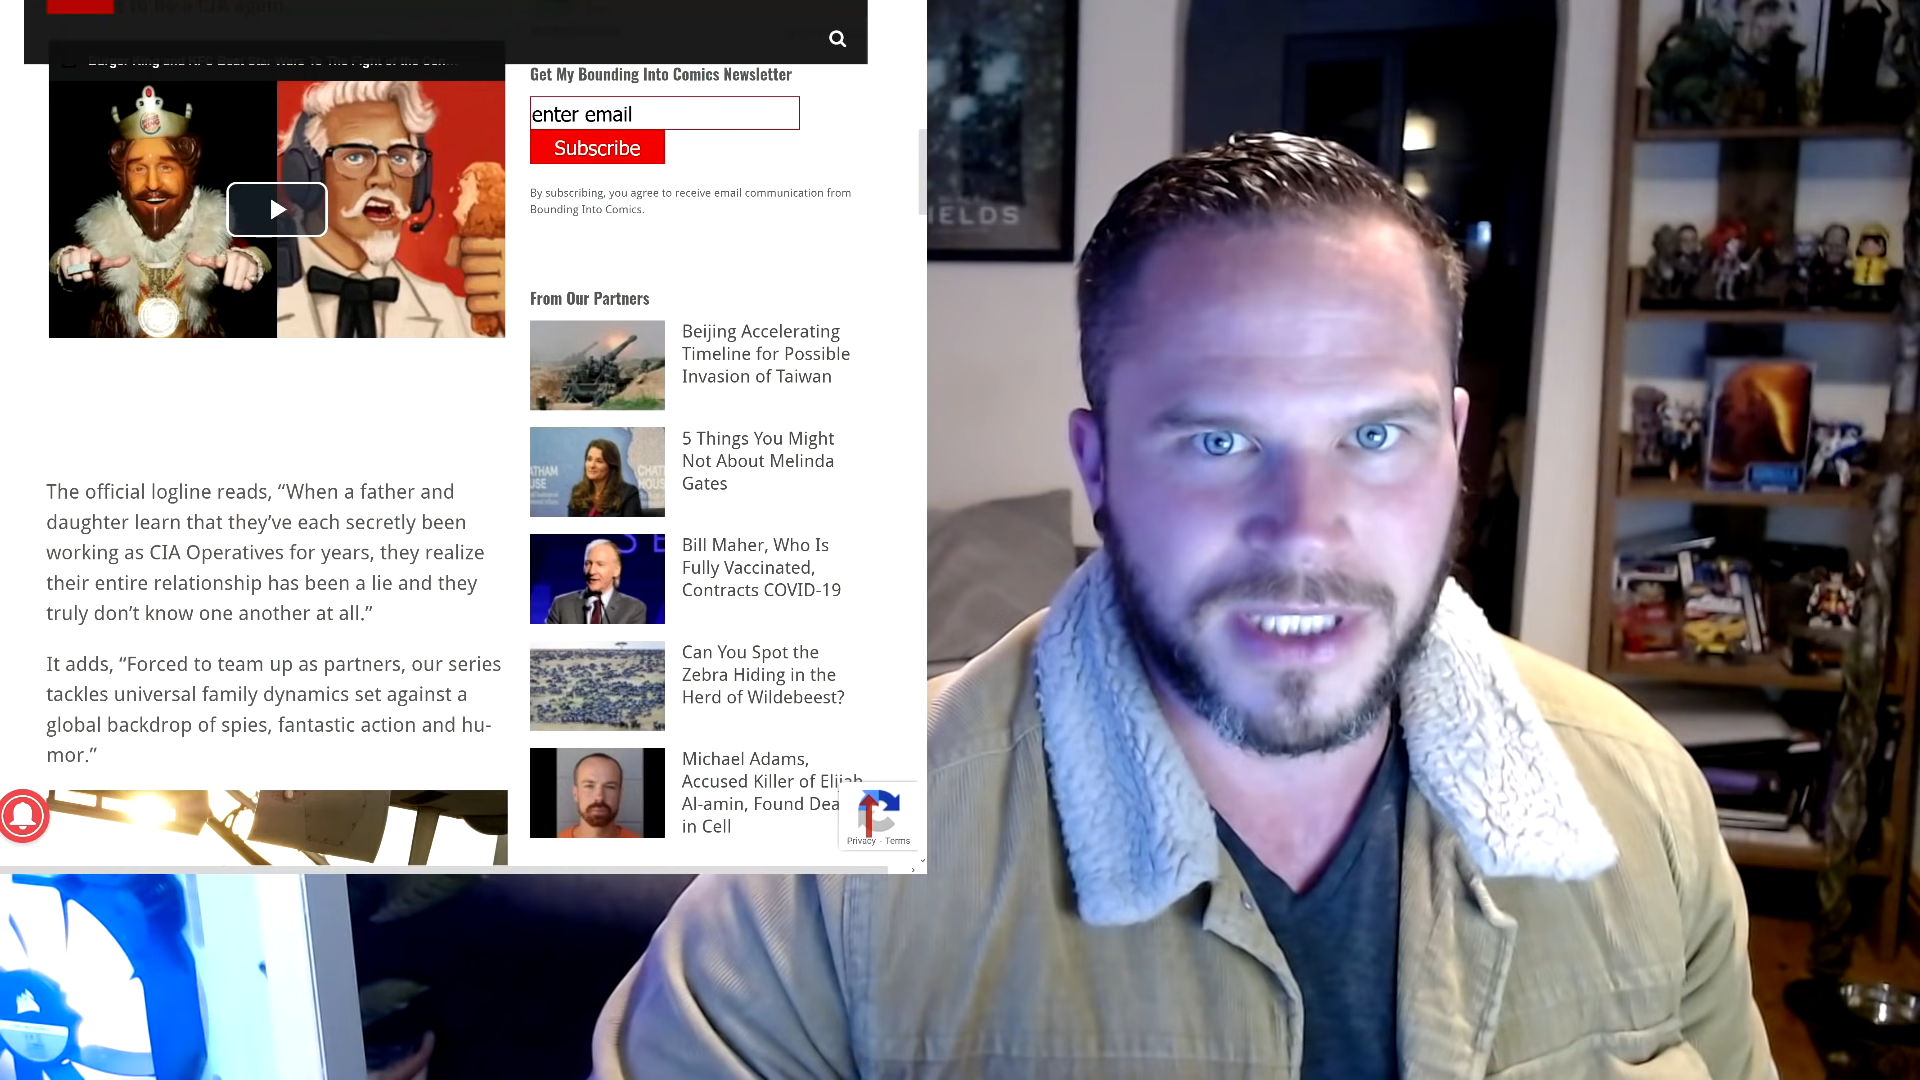 Get My Bounding Into Comics Newsletter
enter email
Subscribe
By subscribing, you agree to receive email communication from
Bounding Into Comics.
From Our Partners
Beijing Accelerating
Timeline for Possible
Invasion of Taiwan
5 Things You Might
Not About Melinda
Gates
Bill Maher, Who Is
Fully Vaccinated,
Contracts COVID-19
Can You Spot the
Zebra Hiding in the
Herd of Wildebeest?
Michael Adams,
Accused Killer of Elijah
Al-amin, Found Dea
in Cell
Privacy - Terms
The official logline reads, “When a father and
daughter learn that they’ve each secretly been
working as CIA Operatives for years, they realize
their entire relationship has been a lie and they
truly don’t know one another at all.”
It adds, “Forced to team up as partners, our series
tackles universal family dynamics set against a
global backdrop of spies, fantastic action and hu-
mor.”
IELDS